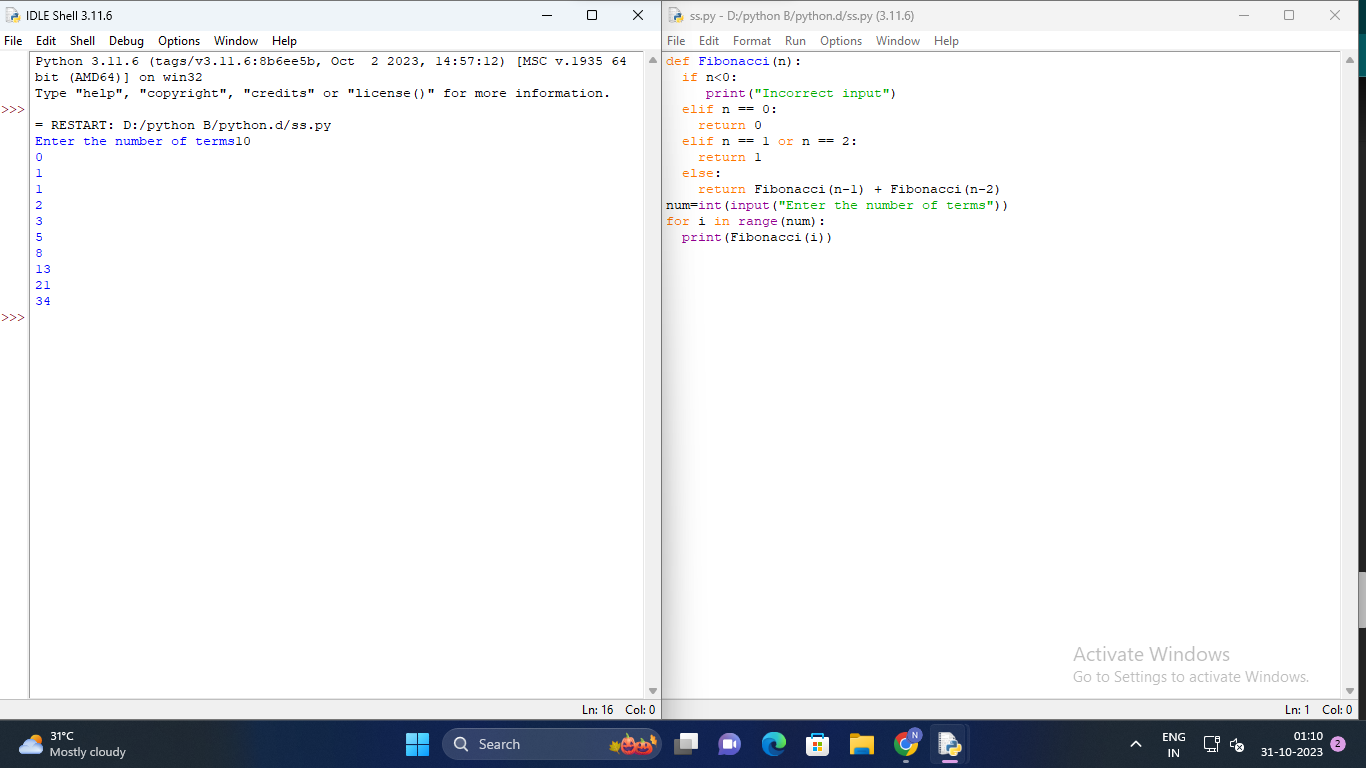 IDLE Shell 3.11.6
File Edit Shell Debug Options Window Help
Python 3.11.6 (tags/v3.11.6:8b6ee5b, Oct  2 2023, 14:57:12) [MSC v.1935 64
bit (AMD64)] on win32
Type "help", "copyright", "credits" or "license()" for more information.
>>>
= RESTART: D:/python B/python.d/ss.py
Enter the number of terms10
0
1
1
2
3
5
8
13
21
34
>>>
Ln: 16 Col: 0
ss.py - D:/python B/python.d/ss.py (3.11.6)
File Edit Format Run Options Window Help
def Fibonacci(n):
  if n<0:
     print("Incorrect input")
  elif n == 0:
    return 0
  elif n == 1 or n == 2:
    return 1
  else:
    return Fibonacci(n-1) + Fibonacci(n-2)
num=int(input("Enter the number of terms"))
for i in range(num):
  print(Fibonacci(i))
Activate Windows
Go to Settings to activate Windows.
Ln: 1 Col: 0
31°C
Mostly cloudy
Search
N
ENG
IN
01:10
31-10-2023
2